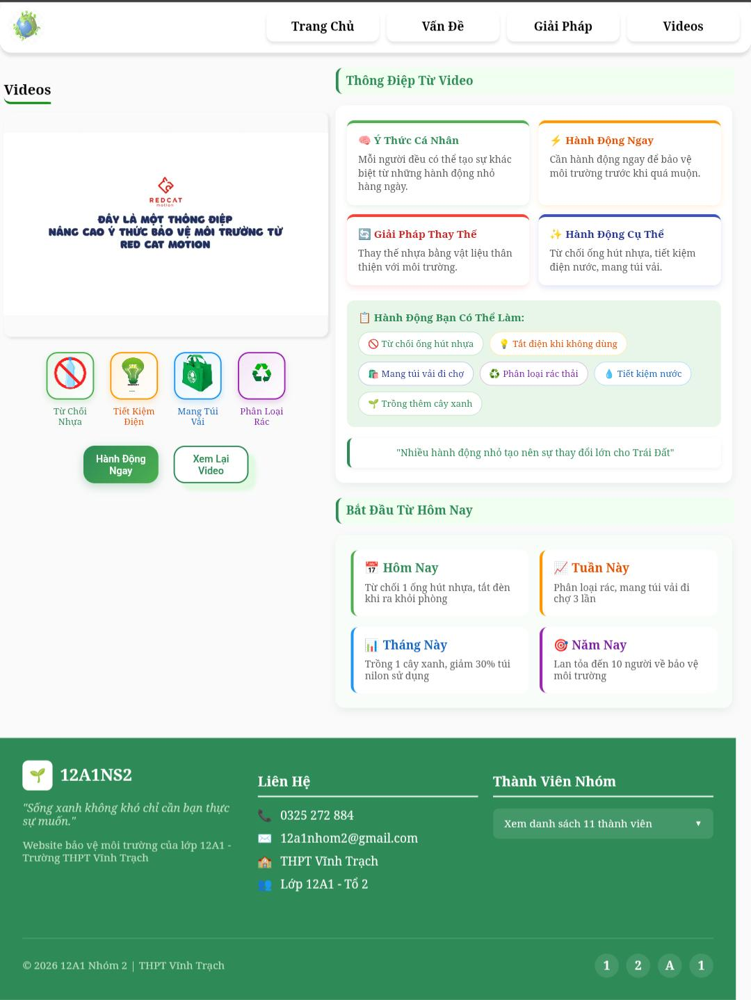 Trang Chủ
Vấn Đề
Giải Pháp
Videos
Videos
REDCAT
motion
ĐÂY LÀ MỘT THÔNG ĐIỆP
NÂNG CAO Ý THỨC BẢO VỆ MÔI TRƯỜNG TỪ
RED CAT MOTION
Từ Chối
Nhựa
Tiết Kiệm
Điện
Mang Túi
Vải
Phân Loại
Rác
Hành Động
Ngay
Xem Lại
Video
Thông Điệp Từ Video
🧠 Ý Thức Cá Nhân
Mỗi người đều có thể tạo sự khác
biệt từ những hành động nhỏ
hàng ngày.
⚡ Hành Động Ngay
Cần hành động ngay để bảo vệ
môi trường trước khi quá muộn.
🔄 Giải Pháp Thay Thế
Thay thế nhựa bằng vật liệu thân
thiện với môi trường.
✨ Hành Động Cụ Thể
Từ chối ống hút nhựa, tiết kiệm
điện nước, mang túi vải.
📋 Hành Động Bạn Có Thể Làm:
🚫 Từ chối ống hút nhựa
💡 Tắt điện khi không dùng
🛍️ Mang túi vải đi chợ
♻️ Phân loại rác thải
💧 Tiết kiệm nước
🌱 Trồng thêm cây xanh
"Nhiều hành động nhỏ tạo nên sự thay đổi lớn cho Trái Đất"
Bắt Đầu Từ Hôm Nay
📅 Hôm Nay
Từ chối 1 ống hút nhựa, tắt đèn
khi ra khỏi phòng
📈 Tuần Này
Phân loại rác, mang túi vải đi
chợ 3 lần
📊 Tháng Này
Trồng 1 cây xanh, giảm 30% túi
nilon sử dụng
🎯 Năm Nay
Lan tỏa đến 10 người về bảo vệ
môi trường
🌱 12A1NS2
"Sống xanh không khó chỉ cần bạn thực
sự muốn."
Website bảo vệ môi trường của lớp 12A1 -
Trường THPT Vĩnh Trạch
Liên Hệ
📞 0325 272 884
✉️ 12a1nhom2@gmail.com
🏫 THPT Vĩnh Trạch
👥 Lớp 12A1 - Tổ 2
Thành Viên Nhóm
Xem danh sách 11 thành viên ▼
© 2026 12A1 Nhóm 2 | THPT Vĩnh Trạch
1 2 A 1